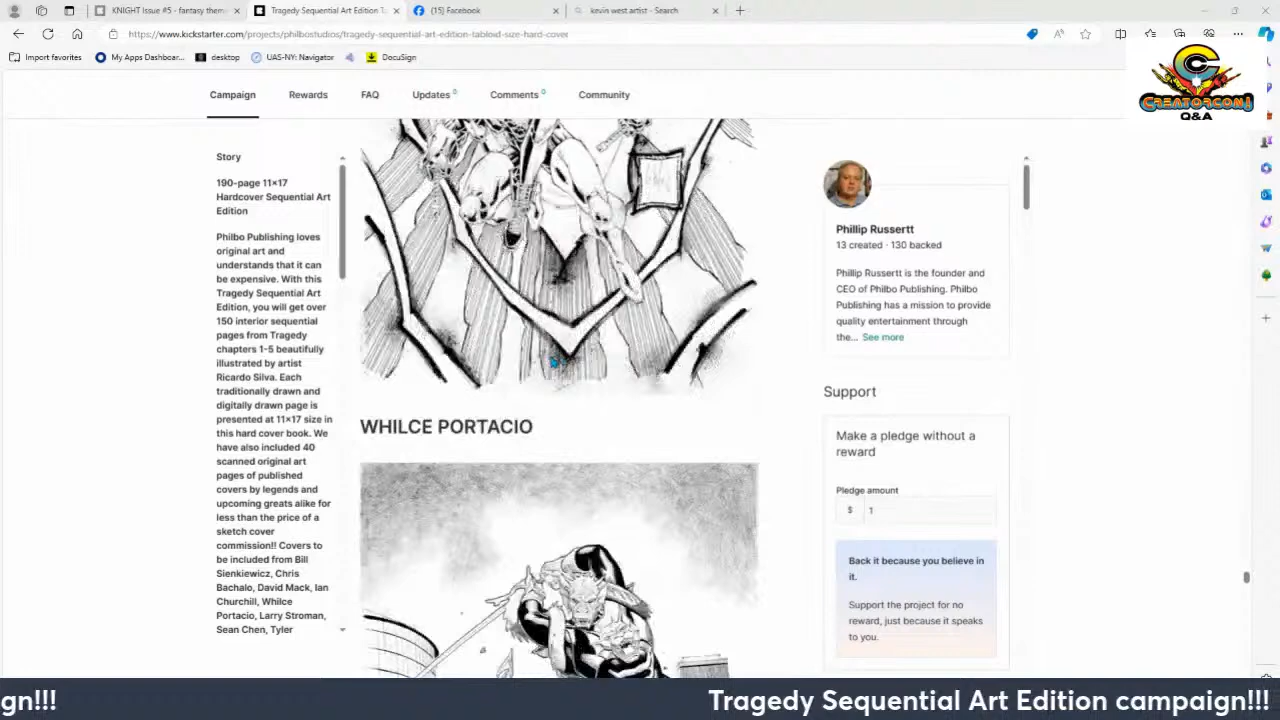 KNIGHT Issue #5 - fantasy them
Tragedy Sequential Art Edition T
(15) Facebook
kevin west artist - Search
https://www.kickstarter.com/projects/philbostudios/tragedy-sequential-art-edition-tabloid-size-hard-cover
Import favorites
My Apps Dashboar...
desktop
UAS-NY: Navigator
DocuSign
CREATORCON!
Q&A
Campaign
Rewards
FAQ
Updates 0
Comments 0
Community
Story
190-page 11×17
Hardcover Sequential Art
Edition
Philbo Publishing loves
original art and
understands that it can
be expensive. With this
Tragedy Sequential Art
Edition, you will get over
150 interior sequential
pages from Tragedy
chapters 1-5 beautifully
illustrated by artist
Ricardo Silva. Each
traditionally drawn and
digitally drawn page is
presented at 11×17 size in
this hard cover book. We
have also included 40
scanned original art
pages of published
covers by legends and
upcoming greats alike for
less than the price of a
sketch cover
commission!! Covers to
be included from Bill
Sienkiewicz, Chris
Bachalo, David Mack, Ian
Churchill, Whilce
Portacio, Larry Stroman,
Sean Chen, Tyler
WHILCE PORTACIO
Phillip Russertt
13 created · 130 backed
Phillip Russertt is the founder and
CEO of Philbo Publishing. Philbo
Publishing has a mission to provide
quality entertainment through
the... See more
Support
Make a pledge without a
reward
Pledge amount
$ 1
Back it because you believe in
it.
Support the project for no
reward, just because it speaks
to you.
gn!!!
Tragedy Sequential Art Edition campaign!!!